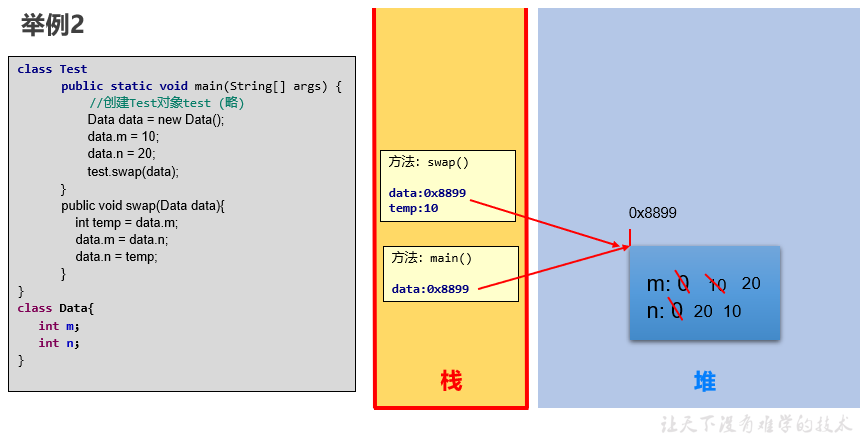 举例2
class Test
public static void main(String[] args) {
//创建Test对象test (略)
Data data = new Data();
data.m = 10;
data.n = 20;
test.swap(data);
}
public void swap(Data data){
int temp = data.m;
data.m = data.n;
data.n = temp;
}
}
class Data{
int m;
int n;
}
方法: swap()
data:0x8899
temp:10
方法: main()
data:0x8899
栈
0x8899
m: 0 10 20
n: 0 20 10
堆
让天下没有难学的技术